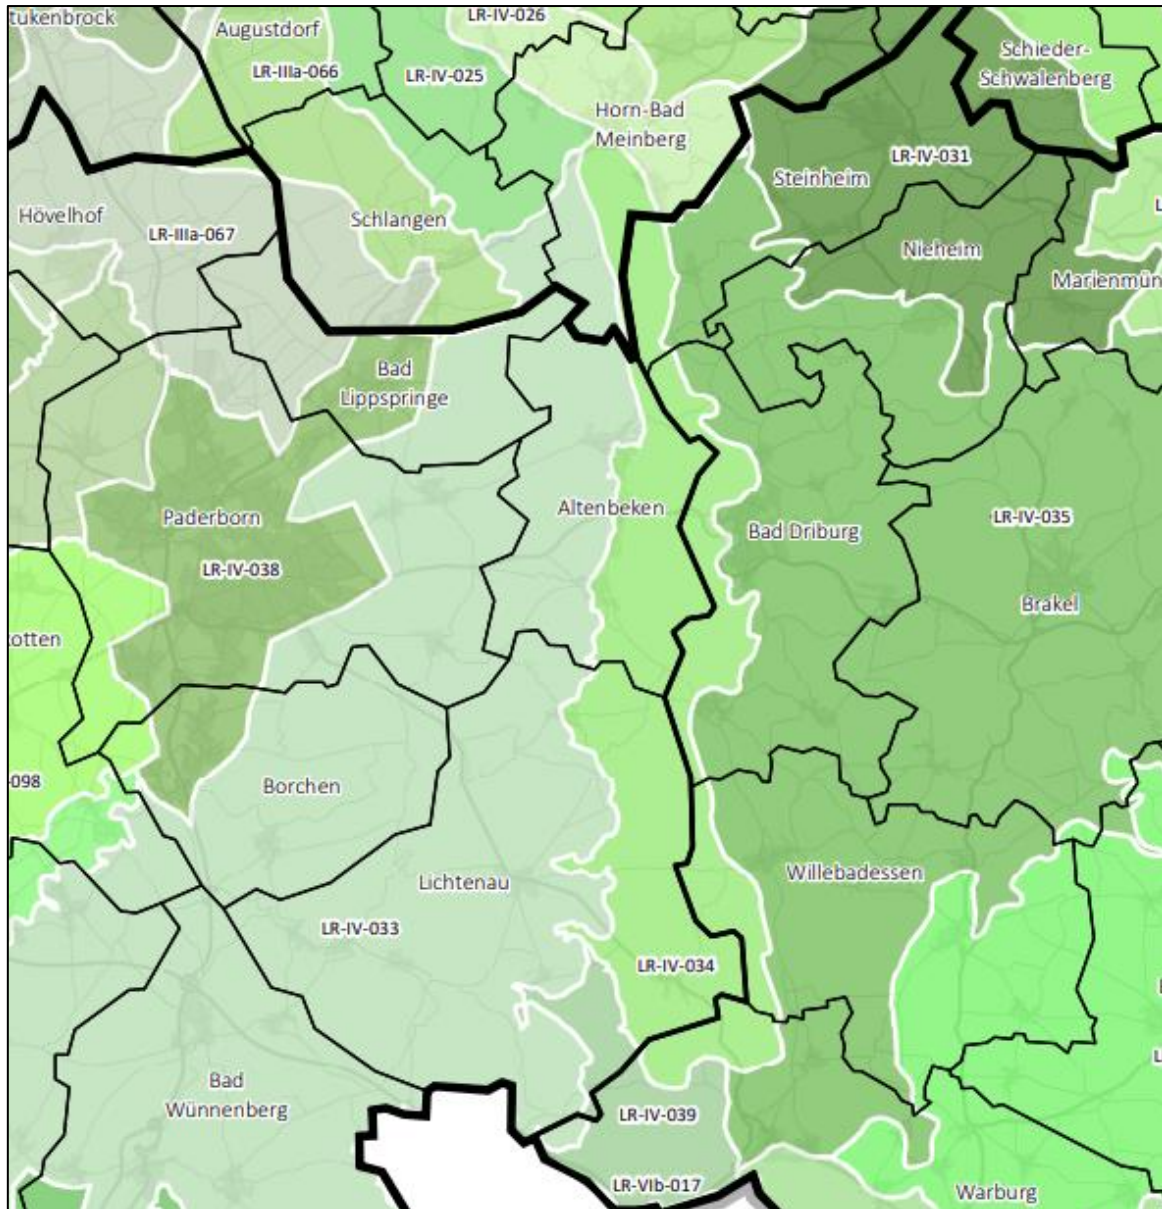 tukenbrock
Augustdorf
LR-IV-026
LR-IIIa-066
LR-IV-025
Schieder-
Schwalenberg
Horn-Bad
Meinberg
LR-IV-031
Steinheim
Hövelhof
LR-IIIa-067
Schlangen
L
Nieheim
Marienmün
Bad
Lippspringe
Paderborn
Altenbeken
Bad Driburg
LR-IV-035
LR-IV-038
Brakel
kotten
-098
Borchen
Lichtenau
Willebadessen
LR-IV-033
LR-IV-034
L
Bad
Wünnenberg
LR-IV-039
LR-VIb-017
Warburg